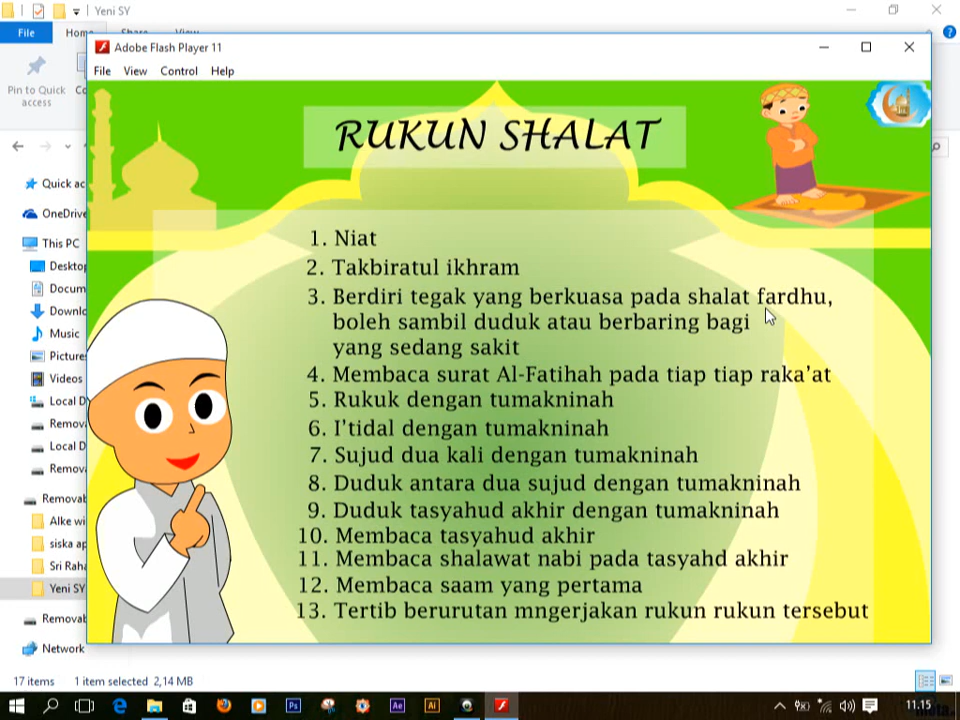 Yeni SY
File
Home
Share
View
Adobe Flash Player 11
File View Control Help
Pin to Quick
access
RUKUN SHALAT
1. Niat
2. Takbiratul ikhram
3. Berdiri tegak yang berkuasa pada shalat fardhu,
boleh sambil duduk atau berbaring bagi
yang sedang sakit
4. Membaca surat Al-Fatihah pada tiap tiap raka'at
5. Rukuk dengan tumakninah
6. I'tidal dengan tumakninah
7. Sujud dua kali dengan tumakninah
8. Duduk antara dua sujud dengan tumakninah
9. Duduk tasyahud akhir dengan tumakninah
10. Membaca tasyahud akhir
11. Membaca shalawat nabi pada tasyahd akhir
12. Membaca saam yang pertama
13. Tertib berurutan mngerjakan rukun rukun tersebut
Quick ac
OneDrive
This PC
Desktop
Docum
Downlo
Music
Picture
Videos
Local D
Remov
Local D
Remov
Removab
Alke wi
siska ap
Sri Raha
Yeni SY
Removab
Network
17 items 1 item selected 2,14 MB
Ps
Ae
Ai
11.15